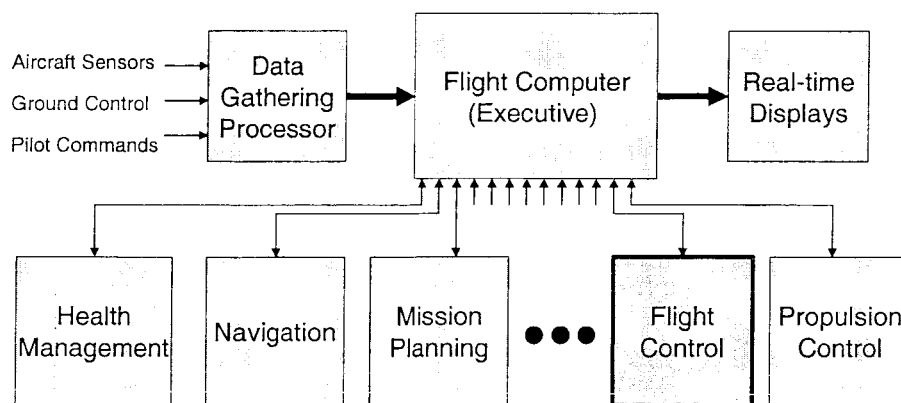 Aircraft Sensors
Ground Control
Pilot Commands
Data
Gathering
Processor
Flight Computer
(Executive)
Real-time
Displays
Health
Management
Navigation
Mission
Planning
Flight
Control
Propulsion
Control